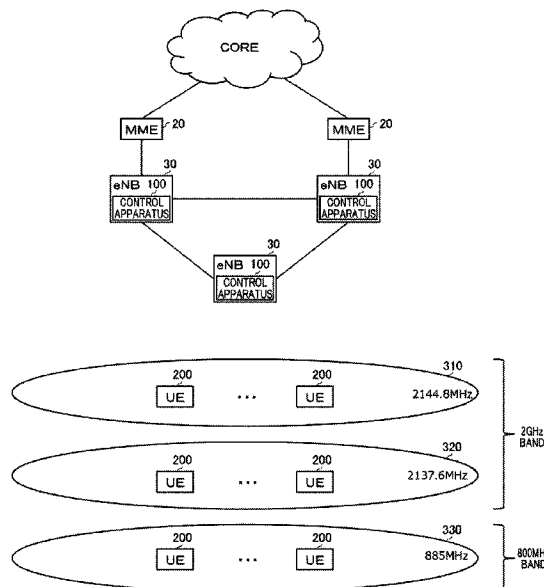 CORE
MME 20
MME 20
30
eNB 100
CONTROL
APPARATUS
30
eNB 100
CONTROL
APPARATUS
30
eNB 100
CONTROL
APPARATUS
310
200 200
UE ... UE
2144.8MHz
320
200 200
UE ... UE
2137.6MHz
2GHz
BAND
330
200 200
UE ... UE
885MHz
800MH
BAND